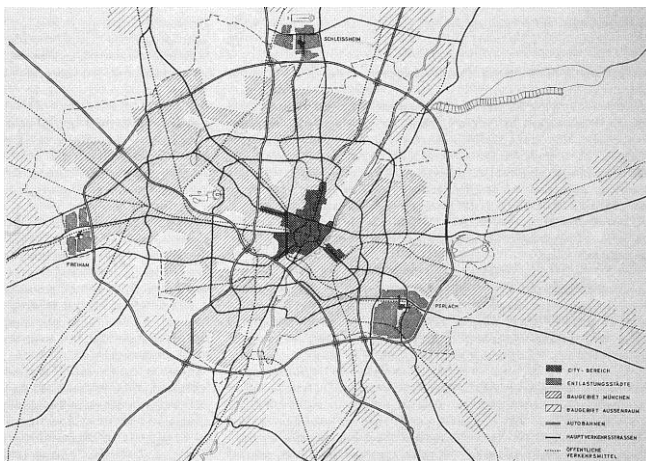 SCHLEISSHEIM
FREIHAM
PERLACH
CITY-BEREICH
ENTLASTUNGSSTÄDTE
BAUGEBIET MÜNCHEN
BAUGEBIET AUSSENRAUM
AUTOBAHNEN
HAUPTVERKEHRSSTRASSEN
ÖFFENTLICHE
VERKEHRSMITTEL